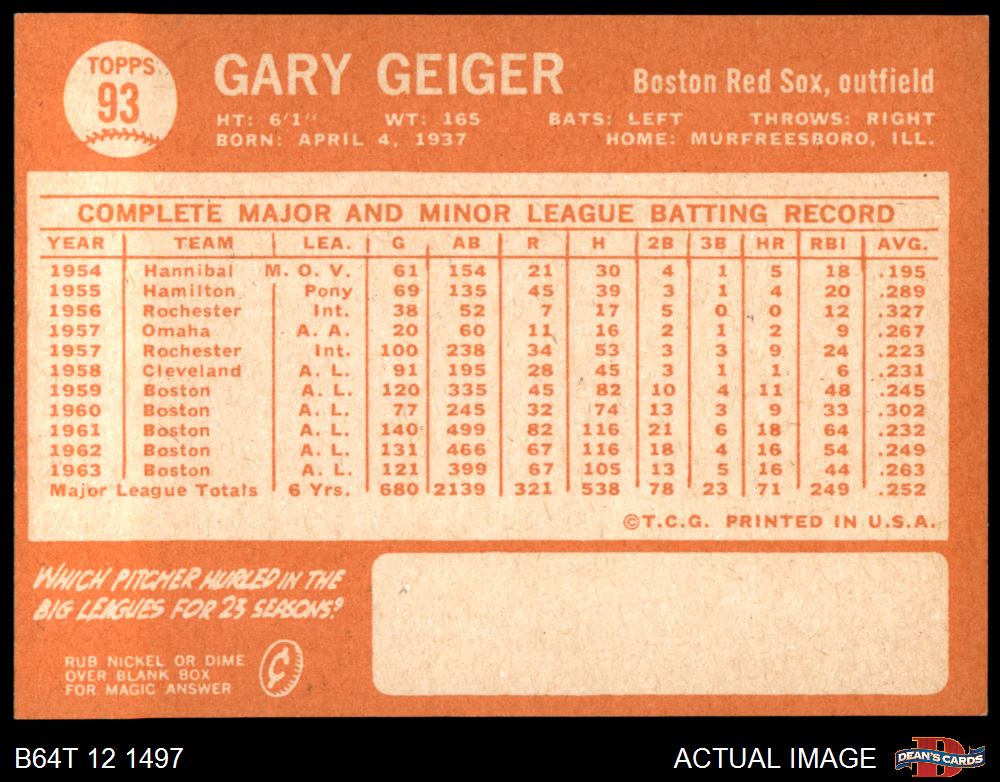 TOPPS
93
GARY GEIGER
Boston Red Sox, outfield
HT: 6'1" WT: 165 BATS: LEFT THROWS: RIGHT
BORN: APRIL 4, 1937 HOME: MURFREESBORO, ILL.
COMPLETE MAJOR AND MINOR LEAGUE BATTING RECORD
YEAR TEAM LEA. G AB R H 2B 3B HR RBI AVG.
1954 Hannibal M. O. V. 61 154 21 30 4 1 5 18 .195
1955 Hamilton Pony 69 135 45 39 3 1 4 20 .289
1956 Rochester Int. 38 52 7 17 5 0 0 12 .327
1957 Omaha A. A. 20 60 11 16 2 1 2 9 .267
1957 Rochester Int. 100 238 34 53 3 3 9 24 .223
1958 Cleveland A. L. 91 195 28 45 3 1 1 6 .231
1959 Boston A. L. 120 335 45 82 10 4 11 48 .245
1960 Boston A. L. 77 245 32 74 13 3 9 33 .302
1961 Boston A. L. 140 499 82 116 21 6 18 64 .232
1962 Boston A. L. 131 466 67 116 18 4 16 54 .249
1963 Boston A. L. 121 399 67 105 13 5 16 44 .263
Major League Totals 6 Yrs. 680 2139 321 538 78 23 71 249 .252
©T.C.G. PRINTED IN U.S.A.
WHICH PITCHER HURLED IN THE
BIG LEAGUES FOR 23 SEASONS?
RUB NICKEL OR DIME
OVER BLANK BOX
FOR MAGIC ANSWER
¢
B64T 12 1497
ACTUAL IMAGE
D
DEAN'S CARDS